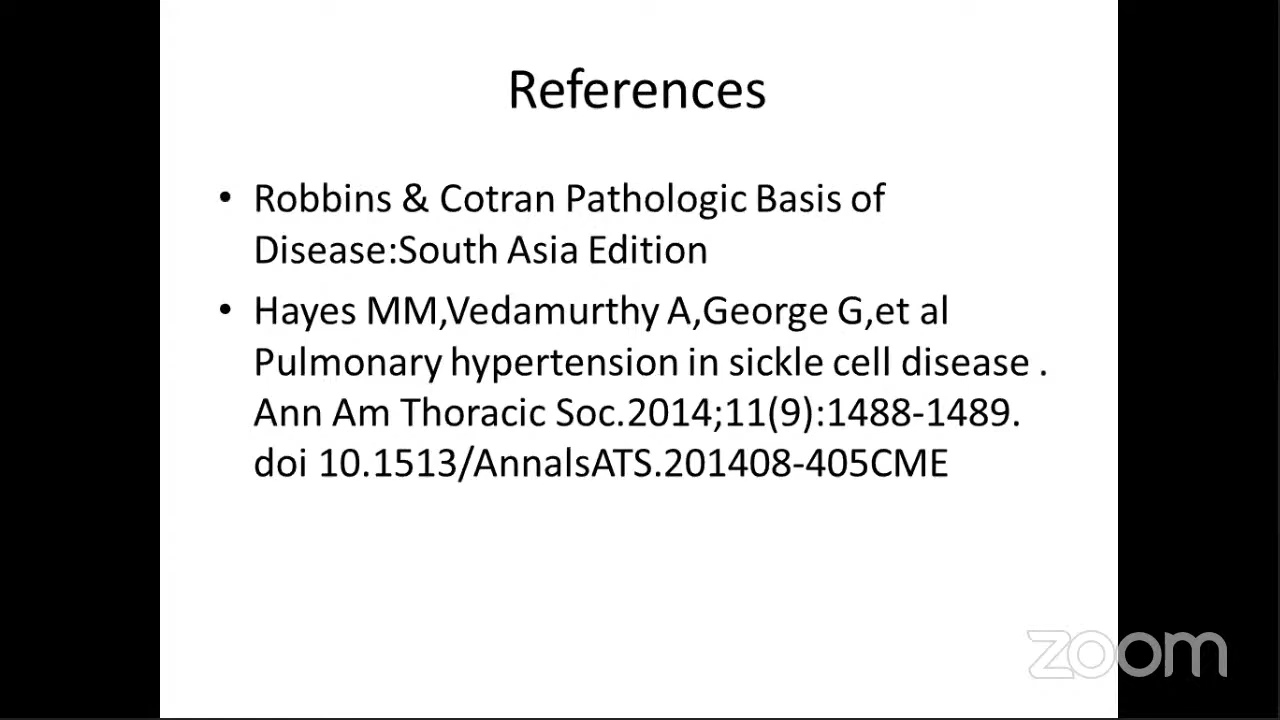 References
• Robbins & Cotran Pathologic Basis of
Disease:South Asia Edition
• Hayes MM,Vedamurthy A,George G,et al
Pulmonary hypertension in sickle cell disease .
Ann Am Thoracic Soc.2014;11(9):1488-1489.
doi 10.1513/AnnalsATS.201408-405CME
zoom